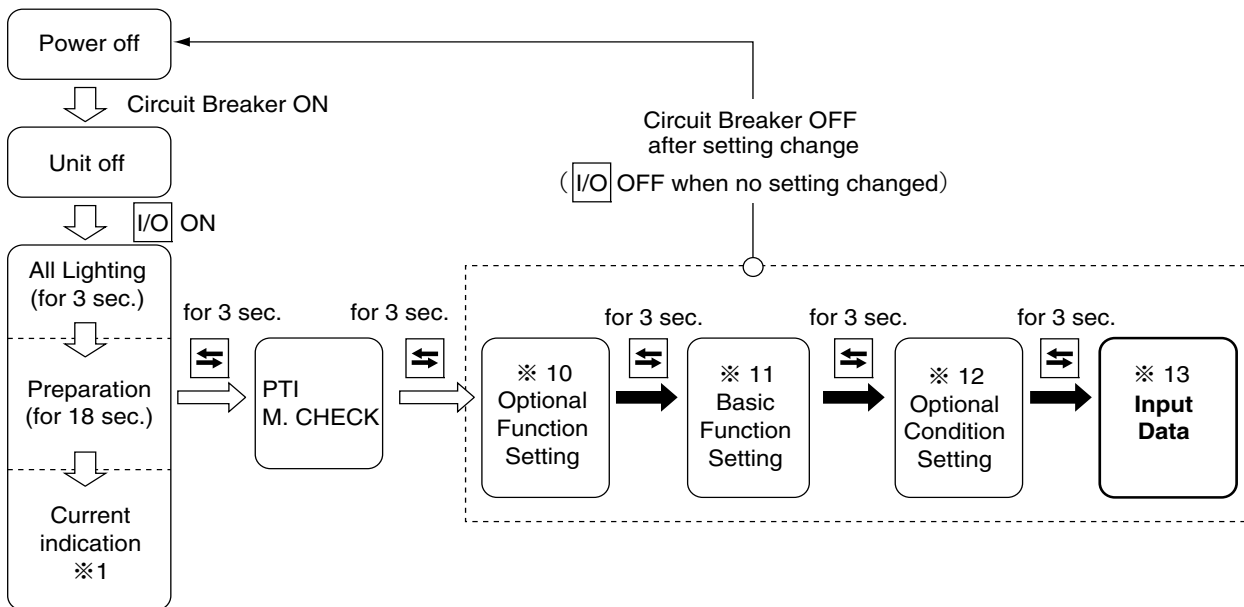 Power off
Circuit Breaker ON
Unit off
I/O ON
All Lighting
(for 3 sec.)
Preparation
(for 18 sec.)
Current
indication
※1
for 3 sec.
PTI
M. CHECK
for 3 sec.
Circuit Breaker OFF
after setting change
( I/O OFF when no setting changed)
※ 10
Optional
Function
Setting
for 3 sec.
※ 11
Basic
Function
Setting
for 3 sec.
※ 12
Optional
Condition
Setting
for 3 sec.
※ 13
Input
Data